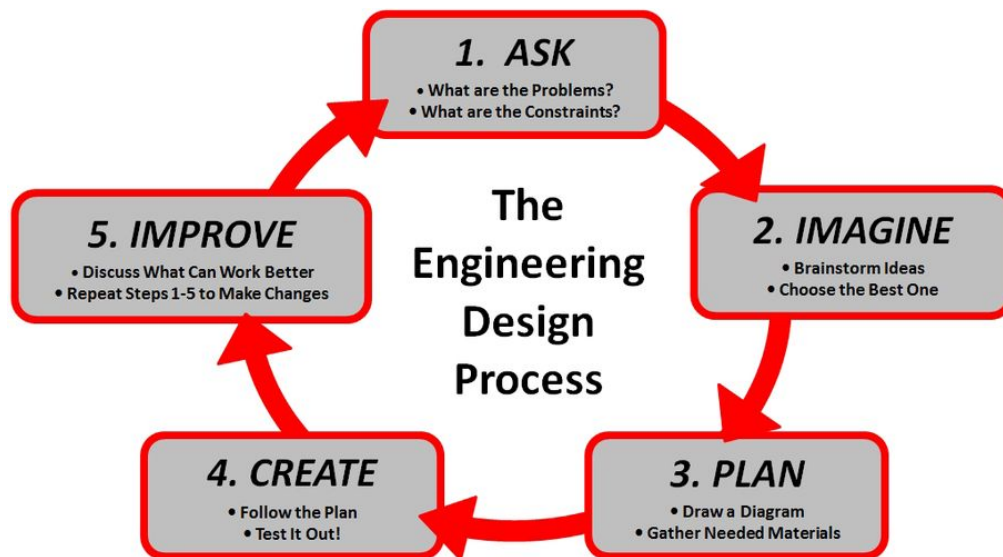 1. ASK
• What are the Problems?
• What are the Constraints?
The
Engineering
Design
Process
2. IMAGINE
• Brainstorm Ideas
• Choose the Best One
3. PLAN
• Draw a Diagram
• Gather Needed Materials
4. CREATE
• Follow the Plan
• Test It Out!
5. IMPROVE
• Discuss What Can Work Better
• Repeat Steps 1-5 to Make Changes